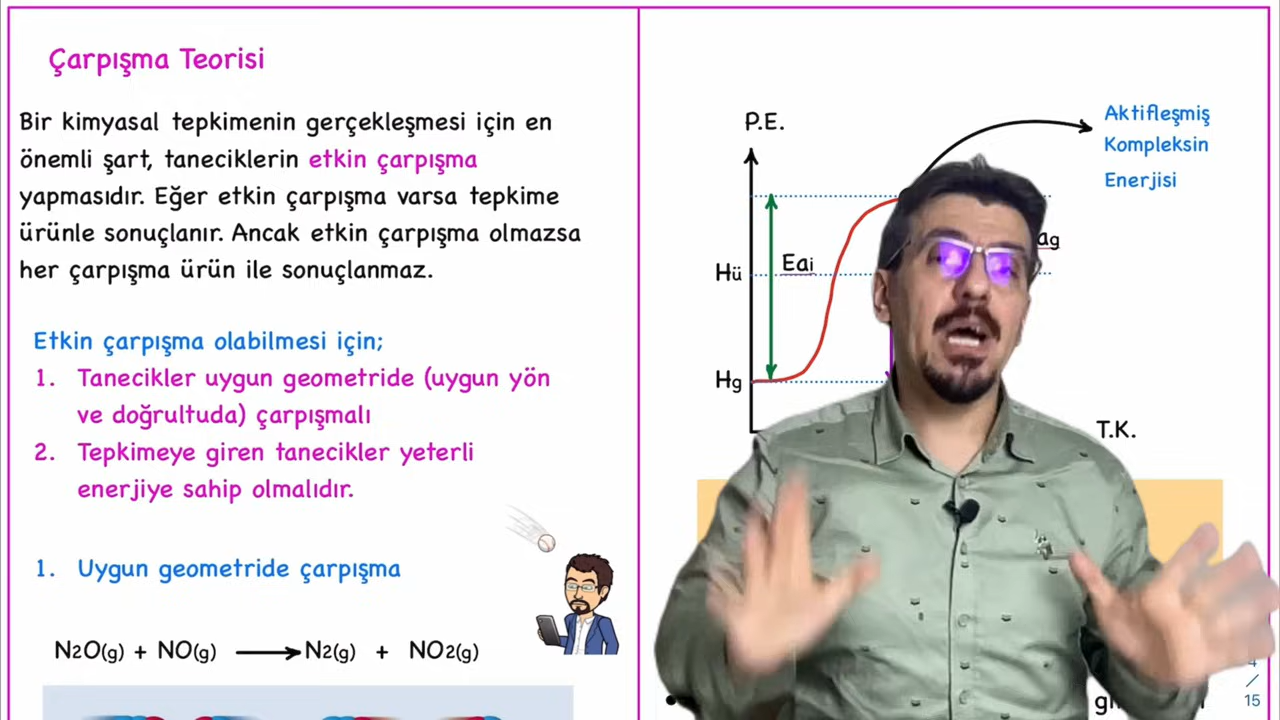 Çarpışma Teorisi
Bir kimyasal tepkimenin gerçekleşmesi için en
önemli şart, taneciklerin etkin çarpışma
yapmasıdır. Eğer etkin çarpışma varsa tepkime
ürünle sonuçlanır. Ancak etkin çarpışma olmazsa
her çarpışma ürün ile sonuçlanmaz.
Etkin çarpışma olabilmesi için;
1. Tanecikler uygun geometride (uygun yön
ve doğrultuda) çarpışmalı
2. Tepkimeye giren tanecikler yeterli
enerjiye sahip olmalıdır.
1. Uygun geometride çarpışma
N2O(g) + NO(g) → N2(g) + NO2(g)
P.E.
Aktifleşmiş
Kompleksin
Enerjisi
Hü
Eai
Hg
T.K.
/
15